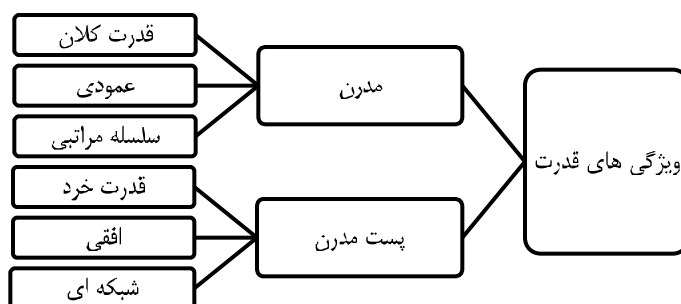 ویژگی های قدرت
مدرن
قدرت کلان
عمودی
سلسله مراتبی
پست مدرن
قدرت خرد
افقی
شبکه ای